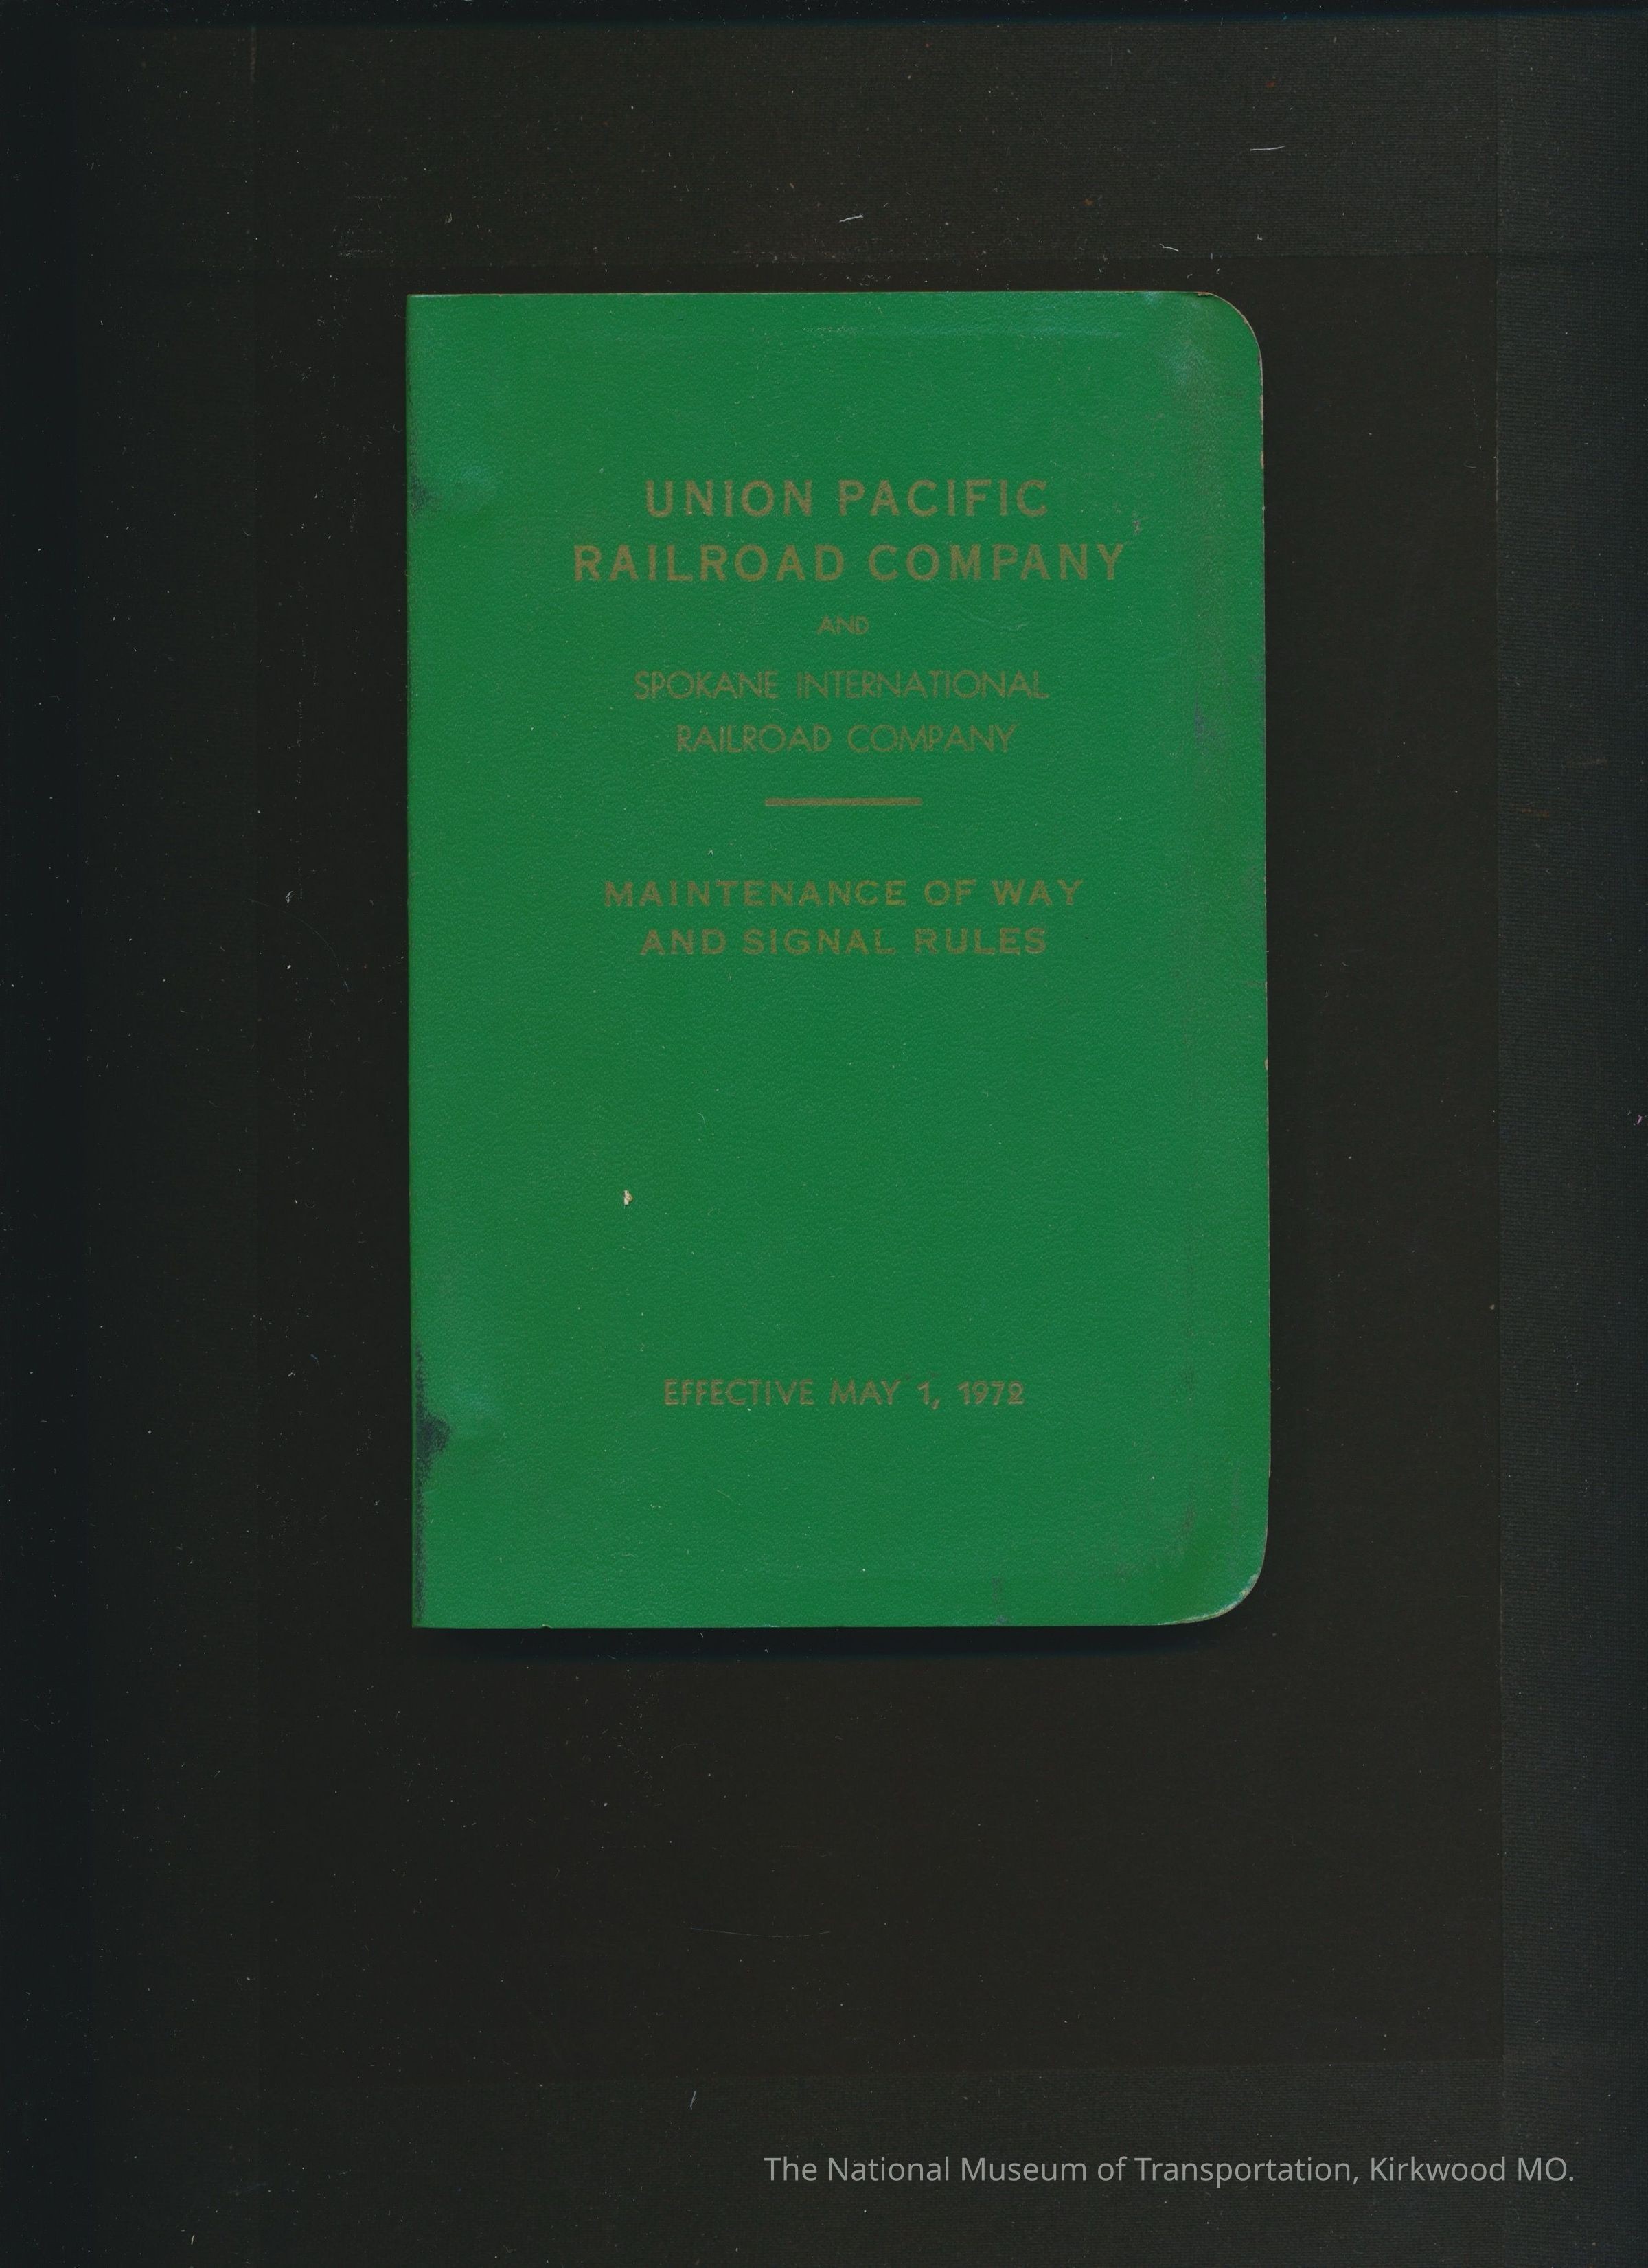 UNION PACIFIC
RAILROAD COMPANY
AND
SPOKANE INTERNATIONAL
RAILROAD COMPANY
MAINTENANCE OF WAY
AND SIGNAL RULES
EFFECTIVE MAY 1, 1972
The National Museum of Transportation, Kirkwood MO.